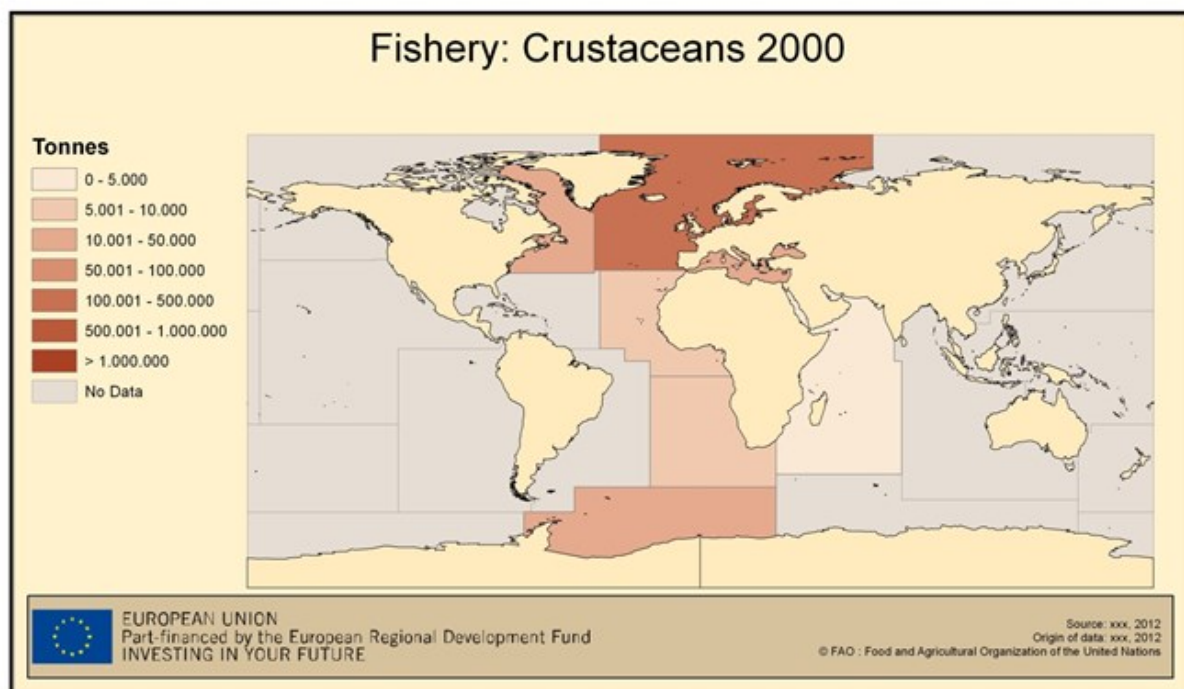 Fishery: Crustaceans 2000
Tonnes
0 - 5.000
5.001 - 10.000
10.001 - 50.000
50.001 - 100.000
100.001 - 500.000
500.001 - 1.000.000
> 1.000.000
No Data
EUROPEAN UNION
Part-financed by the European Regional Development Fund
INVESTING IN YOUR FUTURE
Source: xxx, 2012
Origin of data: xxx, 2012
© FAO : Food and Agricultural Organization of the United Nations